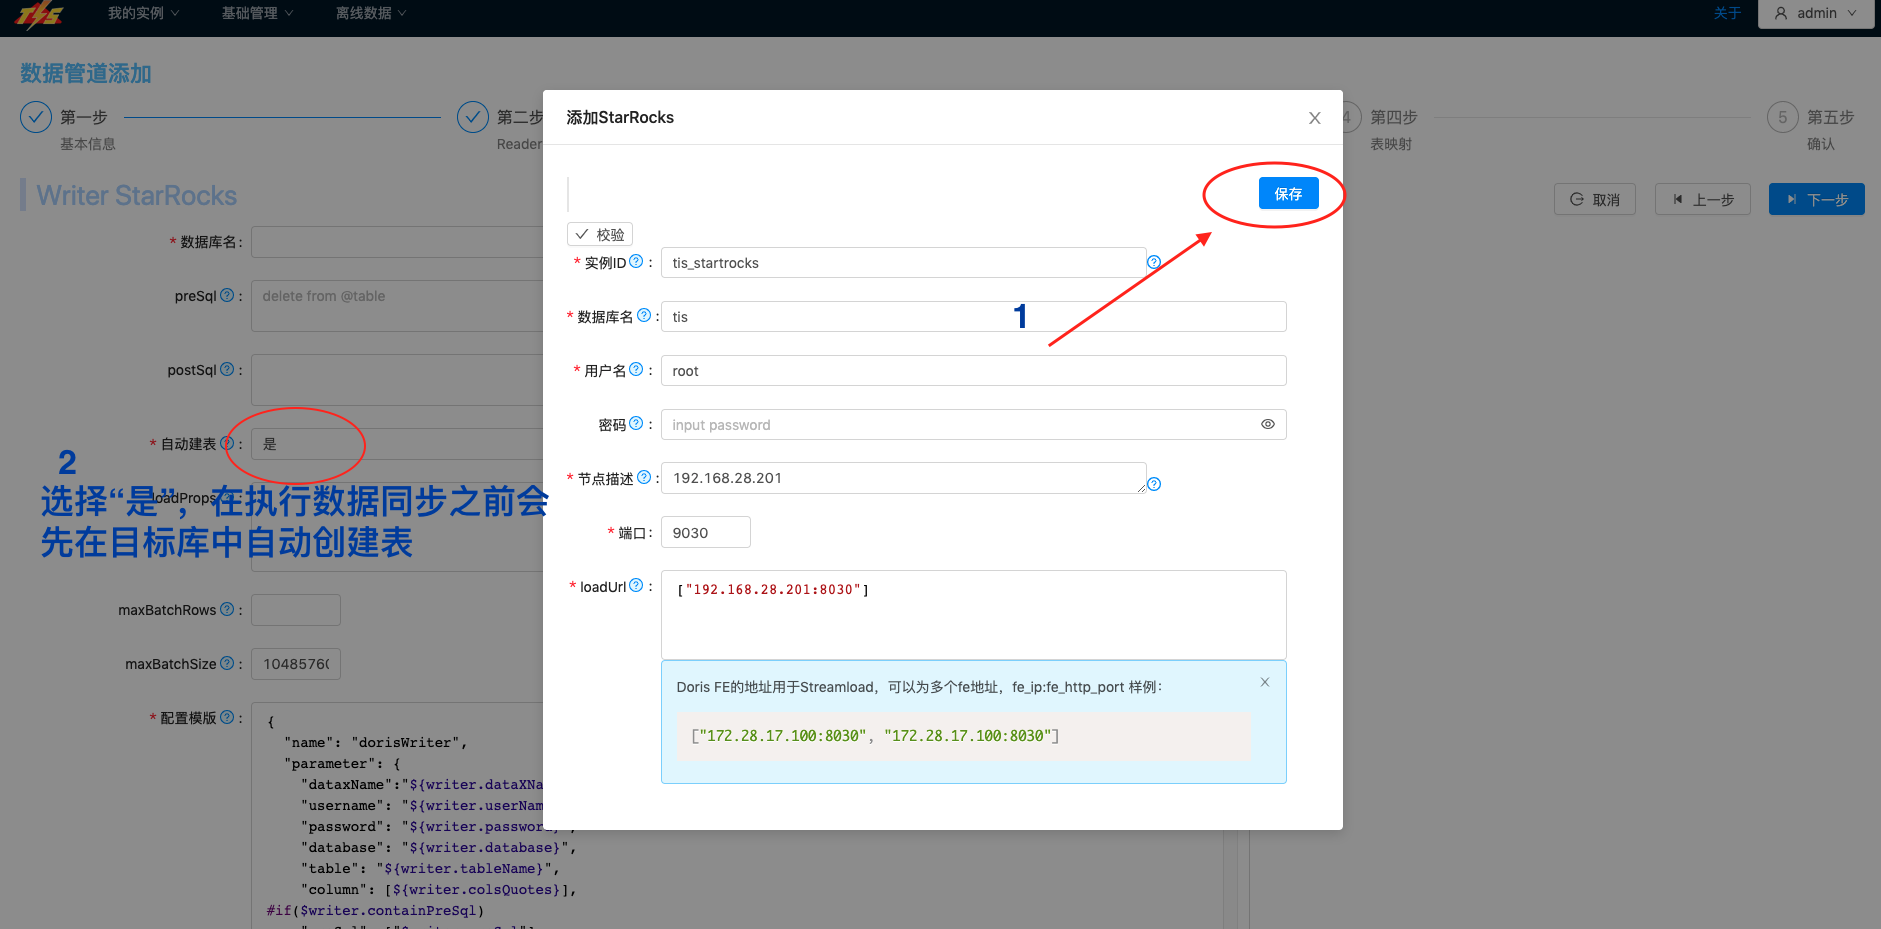 TIS
我的实例
基础管理
离线数据
关于
admin
数据管道添加
第一步
基本信息
第二步
Reader
4
第四步
表映射
5
第五步
确认
Writer StarRocks
取消
上一步
下一步
* 数据库名:
preSql ? :
delete from @table
postSql ? :
* 自动建表 ? :
是
2
选择“是”，在执行数据同步之前会
先在目标库中自动创建表
loadProps
maxBatchRows ? :
maxBatchSize ? :
10485760
* 配置模版 ? :
{
"name": "dorisWriter",
"parameter": {
"dataxName":"${writer.dataXNa
"username": "${writer.userNam
"password": "${writer.password}",
"database": "${writer.database}",
"table": "${writer.tableName}",
"column": [${writer.colsQuotes}],
#if($writer.containPreSql)
添加StarRocks
保存
校验
* 实例ID ? :
tis_startrocks
?
* 数据库名 ? :
tis
1
* 用户名 ? :
root
密码 ? :
input password
* 节点描述 ? :
192.168.28.201
?
* 端口:
9030
* loadUrl ? :
["192.168.28.201:8030"]
Doris FE的地址用于Streamload，可以为多个fe地址，fe_ip:fe_http_port 样例：
["172.28.17.100:8030", "172.28.17.100:8030"]